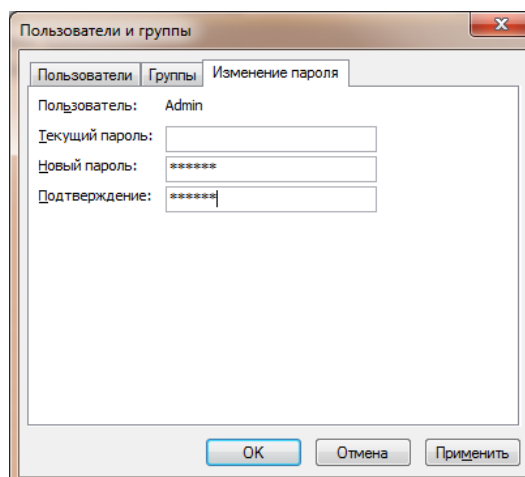 Пользователи и группы
Пользователи Группы Изменение пароля
Пользователь: Admin
Текущий пароль:
Новый пароль: ******
Подтверждение: ******
OK Отмена Применить